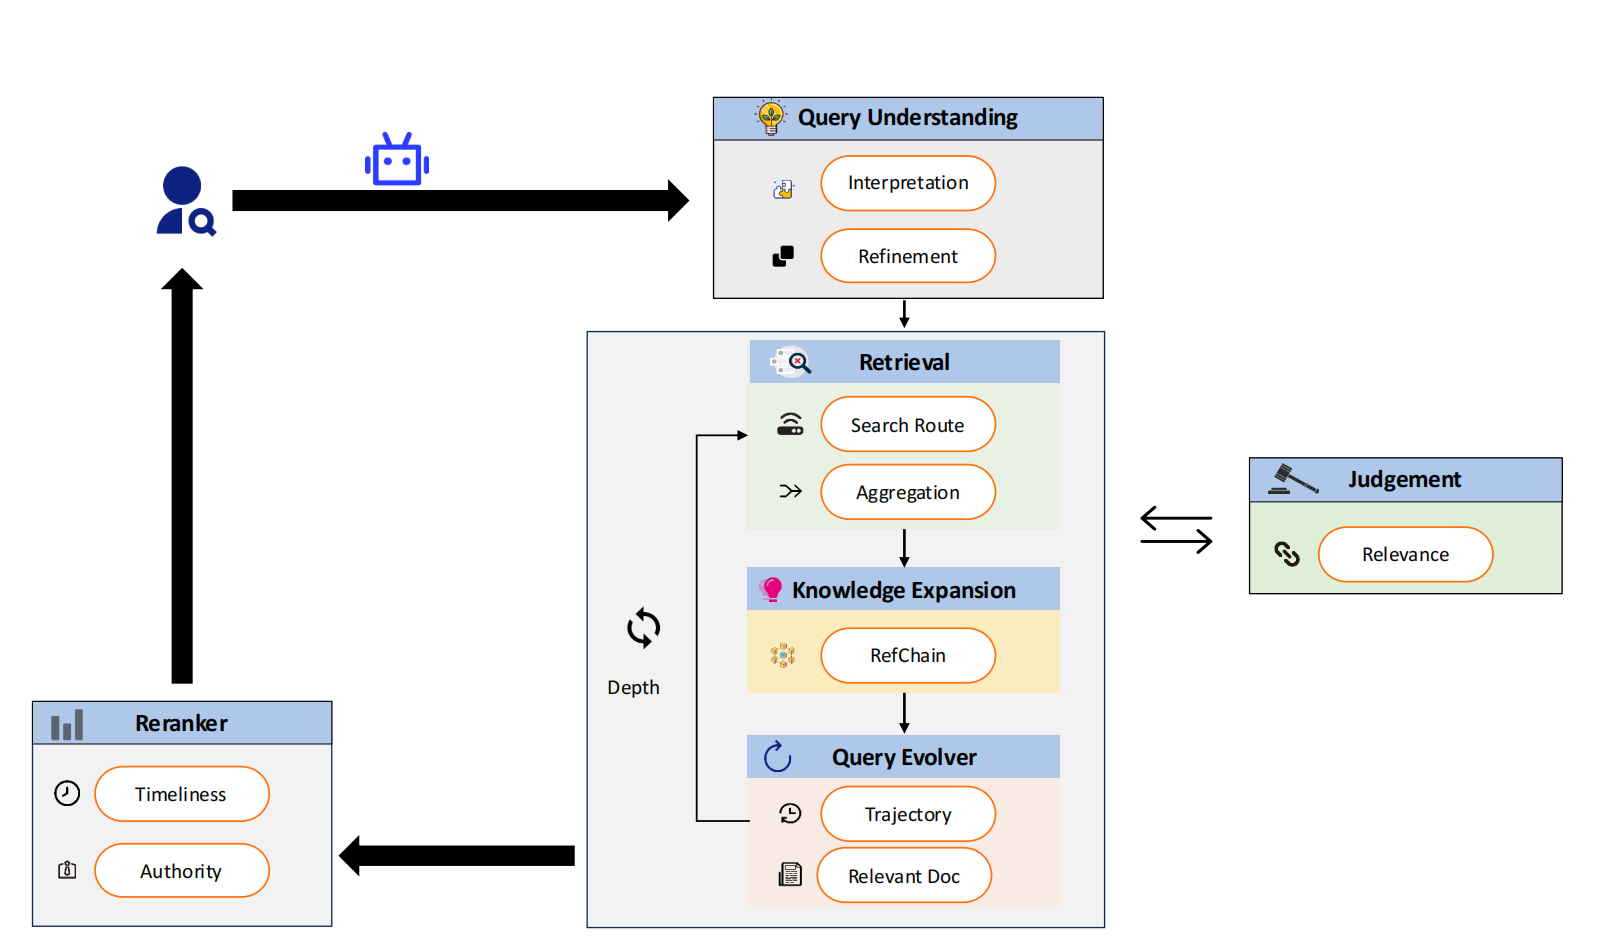 Query Understanding
Interpretation
Refinement
Retrieval
Search Route
Aggregation
Judgement
Relevance
Knowledge Expansion
RefChain
Depth
Query Evolver
Trajectory
Relevant Doc
Reranker
Timeliness
Authority